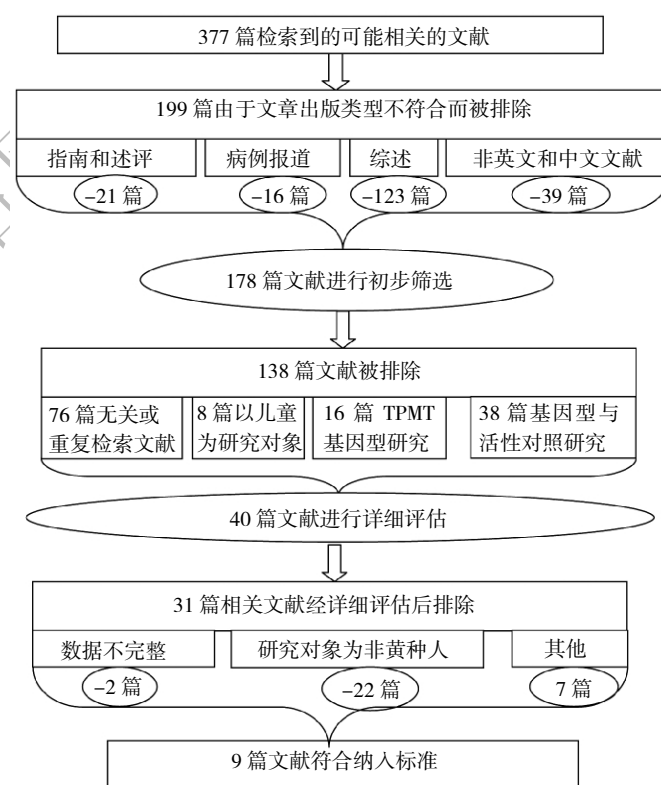 377 篇检索到的可能相关的文献
199 篇由于文章出版类型不符合而被排除
指南和述评 病例报道 综述 非英文和中文文献
-21 篇 -16 篇 -123 篇 -39 篇
178 篇文献进行初步筛选
138 篇文献被排除
76 篇无关或 8 篇以儿童 16 篇 TPMT 38 篇基因型与
重复检索文献 为研究对象 基因型研究 活性对照研究
40 篇文献进行详细评估
31 篇相关文献经详细评估后排除
数据不完整 研究对象为非黄种人 其他
-2 篇 -22 篇 7 篇
9 篇文献符合纳入标准